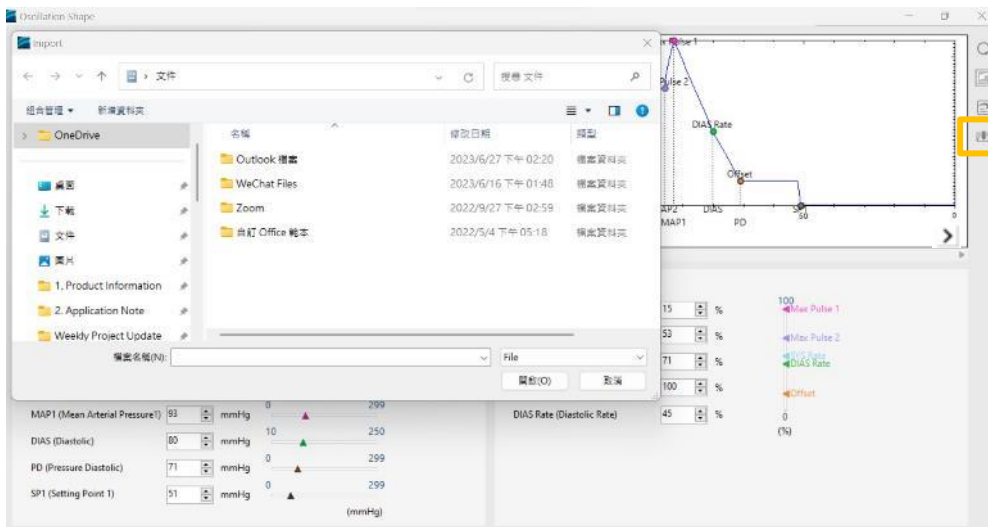 Oscillation Shape
Import
文件
搜尋 文件
組合管理
新增資料夾
OneDrive
桌面
下載
文件
圖片
1. Product Information
2. Application Note
Weekly Project Update
名稱
修改日期
類型
Outlook 檔案
2023/6/27 下午 02:20
檔案資料夾
WeChat Files
2023/6/16 下午 01:48
檔案資料夾
Zoom
2022/9/27 下午 02:59
檔案資料夾
自訂 Office 範本
2022/5/4 下午 05:18
檔案資料夾
檔案名稱(N):
File
開啟(O)
取消
Pulse 1
Pulse 2
DIAS Rate
Offset
MAP2
DIAS
SP1
MAP1
PD
50
0
15
%
53
%
71
%
100
%
DIAS Rate (Diastolic Rate)
45
%
100
Max Pulse 1
Max Pulse 2
SYS Rate
DIAS Rate
Offset
0
(%)
MAP1 (Mean Arterial Pressure1)
93
mmHg
0
299
DIAS (Diastolic)
80
mmHg
10
250
PD (Pressure Diastolic)
71
mmHg
0
299
SP1 (Setting Point 1)
51
mmHg
0
299
(mmHg)